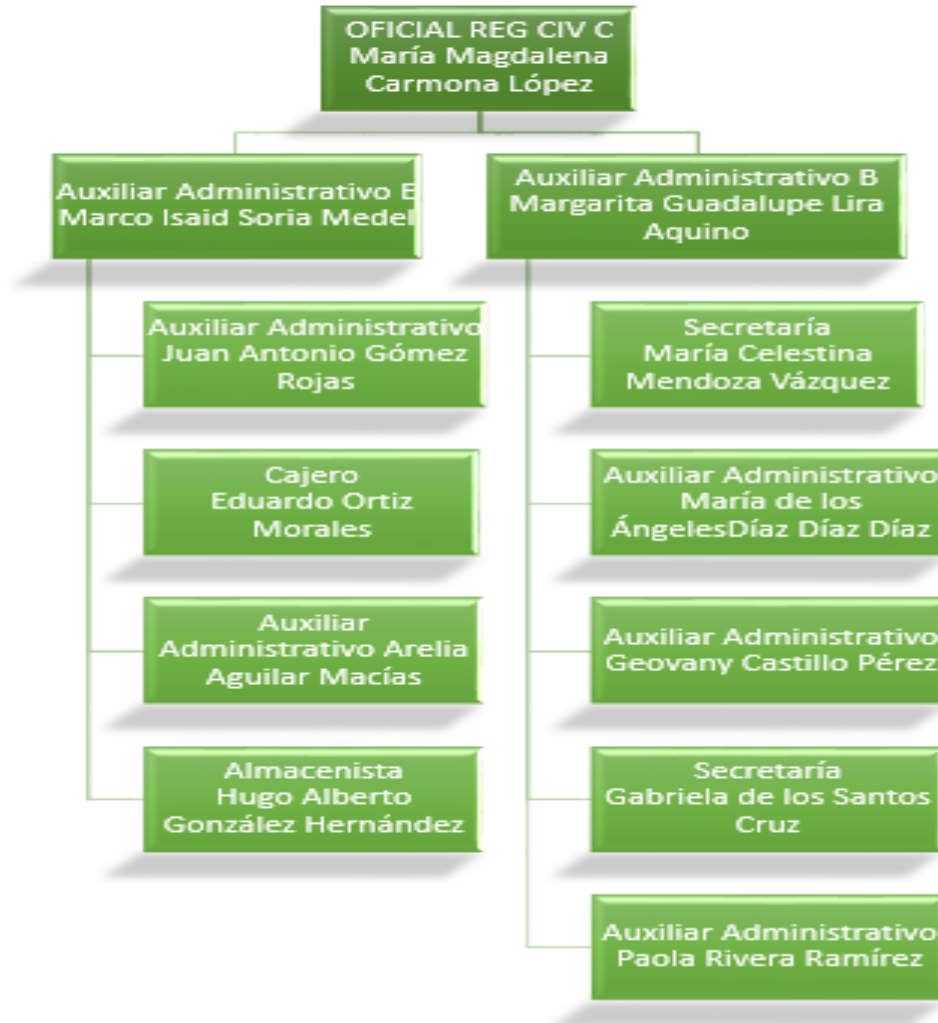 OFICIAL REG CIV C
María Magdalena
Carmona López
Auxiliar Administrativo E
Marco Isaid Soria Medel
Auxiliar Administrativo
Juan Antonio Gómez
Rojas
Cajero
Eduardo Ortiz
Morales
Auxiliar
Administrativo Arelia
Aguilar Macías
Almacenista
Hugo Alberto
González Hernández
Auxiliar Administrativo B
Margarita Guadalupe Lira
Aquino
Secretaría
María Celestina
Mendoza Vázquez
Auxiliar Administrativo
María de los
ÁngelesDíaz Díaz Díaz
Auxiliar Administrativo
Geovany Castillo Pérez
Secretaría
Gabriela de los Santos
Cruz
Auxiliar Administrativo
Paola Rivera Ramírez